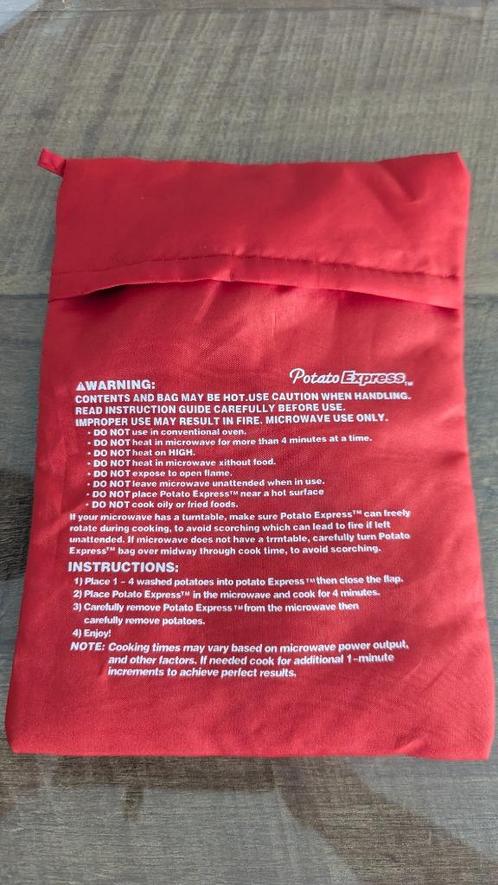 Potato Express™
⚠WARNING:
CONTENTS AND BAG MAY BE HOT.USE CAUTION WHEN HANDLING.
READ INSTRUCTION GUIDE CAREFULLY BEFORE USE.
IMPROPER USE MAY RESULT IN FIRE. MICROWAVE USE ONLY.
• DO NOT use in conventional oven.
• DO NOT heat in microwave for more than 4 minutes at a time.
• DO NOT heat on HIGH.
• DO NOT heat in microwave xithout food.
• DO NOT expose to open flame.
• DO NOT leave microwave unattended when in use.
• DO NOT place Potato Express™ near a hot surface
• DO NOT cook oily or fried foods.
If your microwave has a turntable, make sure Potato Express™ can freely
rotate during cooking, to avoid scorching which can lead to fire if left
unattended. If microwave does not have a trmtable, carefully turn Potato
Express™ bag over midway through cook time, to avoid scorching.
INSTRUCTIONS:
1) Place 1 - 4 washed potatoes into potato Express™ then close the flap.
2) Place Potato Express™ in the microwave and cook for 4 minutes.
3) Carefully remove Potato Express™ from the microwave then
carefully remove potatoes.
4) Enjoy!
NOTE: Cooking times may vary based on microwave power output,
and other factors. If needed cook for additional 1-minute
increments to achieve perfect results.